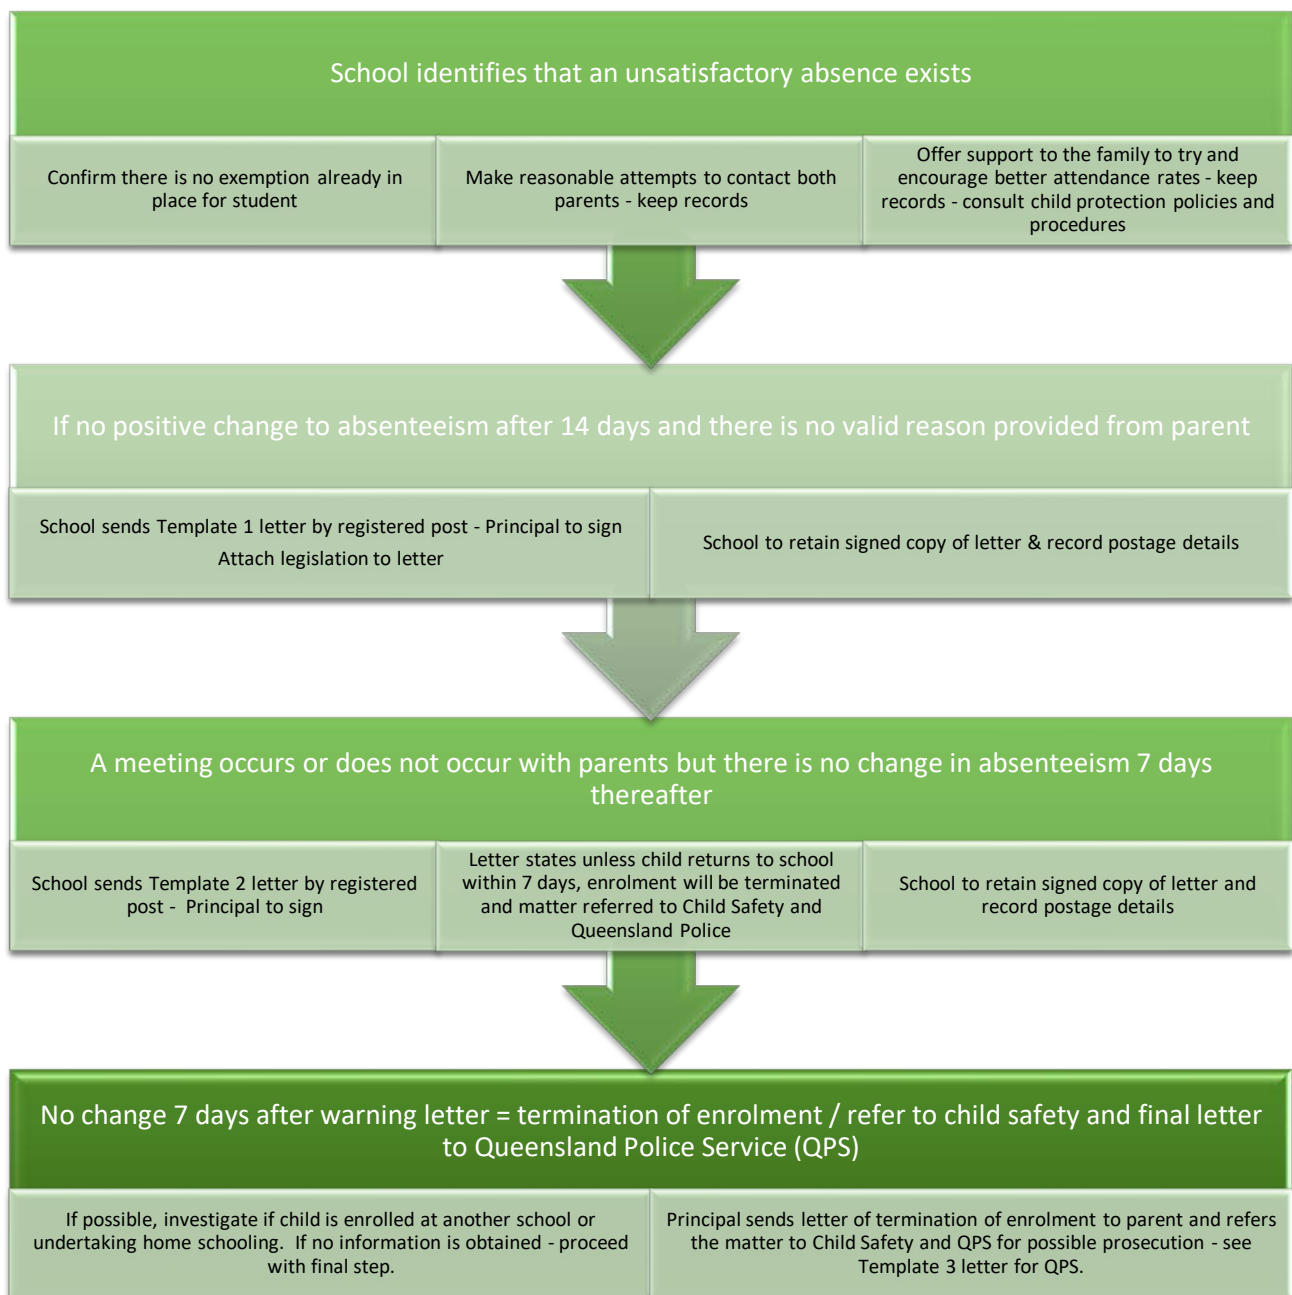 School identifies that an unsatisfactory absence exists
Confirm there is no exemption already in
place for student
Make reasonable attempts to contact both
parents - keep records
Offer support to the family to try and
encourage better attendance rates - keep
records - consult child protection policies and
procedures
If no positive change to absenteeism after 14 days and there is no valid reason provided from parent
School sends Template 1 letter by registered post - Principal to sign
Attach legislation to letter
School to retain signed copy of letter & record postage details
A meeting occurs or does not occur with parents but there is no change in absenteeism 7 days
thereafter
School sends Template 2 letter by registered
post - Principal to sign
Letter states unless child returns to school
within 7 days, enrolment will be terminated
and matter referred to Child Safety and
Queensland Police
School to retain signed copy of letter and
record postage details
No change 7 days after warning letter = termination of enrolment / refer to child safety and final letter
to Queensland Police Service (QPS)
If possible, investigate if child is enrolled at another school or
undertaking home schooling. If no information is obtained - proceed
with final step.
Principal sends letter of termination of enrolment to parent and refers
the matter to Child Safety and QPS for possible prosecution - see
Template 3 letter for QPS.